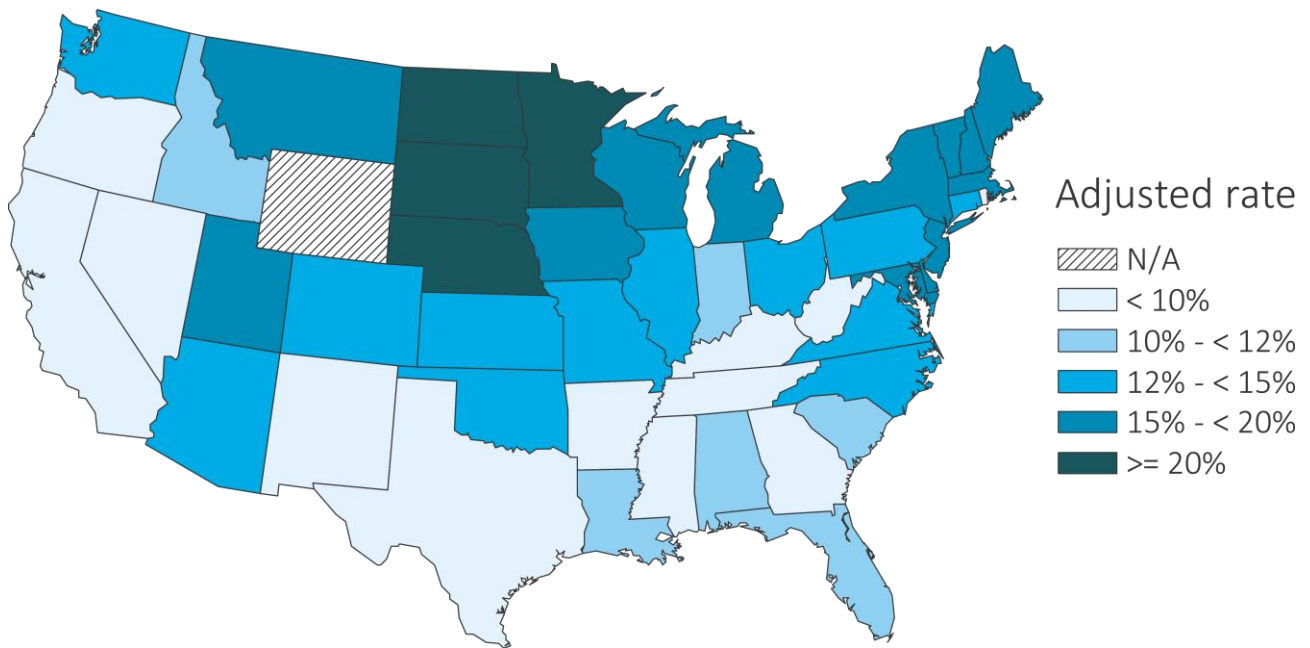 Adjusted rate
N/A
< 10%
10% - < 12%
12% - < 15%
15% - < 20%
>= 20%